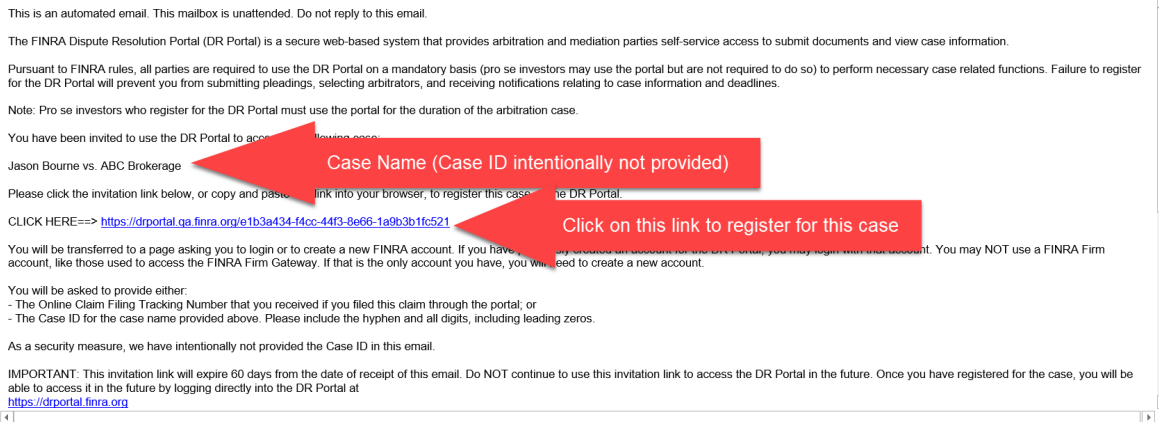 This is an automated email. This mailbox is unattended. Do not reply to this email.
The FINRA Dispute Resolution Portal (DR Portal) is a secure web-based system that provides arbitration and mediation parties self-service access to submit documents and view case information.
Pursuant to FINRA rules, all parties are required to use the DR Portal on a mandatory basis (pro se investors may use the portal but are not required to do so) to perform necessary case related functions. Failure to register
for the DR Portal will prevent you from submitting pleadings, selecting arbitrators, and receiving notifications relating to case information and deadlines.
Note: Pro se investors who register for the DR Portal must use the portal for the duration of the arbitration case.
You have been invited to use the DR Portal to
Jason Bourne vs. ABC Brokerage
Case Name (Case ID intentionally not provided)
Please click the invitation link below, or copy and link into your browser, to register this case DR Portal.
CLICK HERE==> https://drportal.qa.finra.org/e1b3a434-f4cc-44f3-8e66-1a9b3b1fc521
Click on this link to register for this case
You will be transferred to a page asking you to login or to create a new FINRA account. If you have account. You may NOT use a FINRA Firm
account, like those used to access the FINRA Firm Gateway. If that is the only account you have, you will need to create a new account.
You will be asked to provide either:
- The Online Claim Filing Tracking Number that you received if you filed this claim through the portal; or
- The Case ID for the case name provided above. Please include the hyphen and all digits, including leading zeros.
As a security measure, we have intentionally not provided the Case ID in this email.
IMPORTANT: This invitation link will expire 60 days from the date of receipt of this email. Do NOT continue to use this invitation link to access the DR Portal in the future. Once you have registered for the case, you will be
able to access it in the future by logging directly into the DR Portal at
https://drportal.finra.org